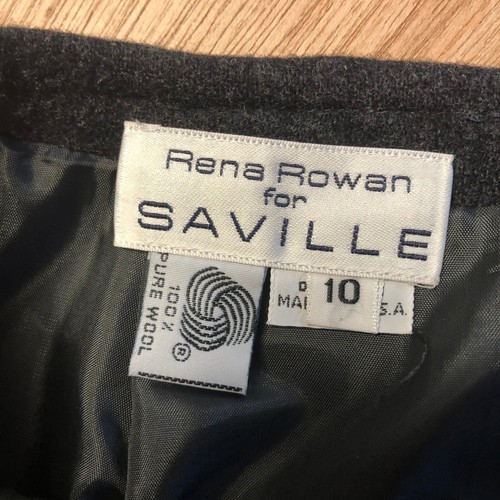 Rena Rowan
for
SAVILLE
100%
PURE WOOL
®
10
S.A.